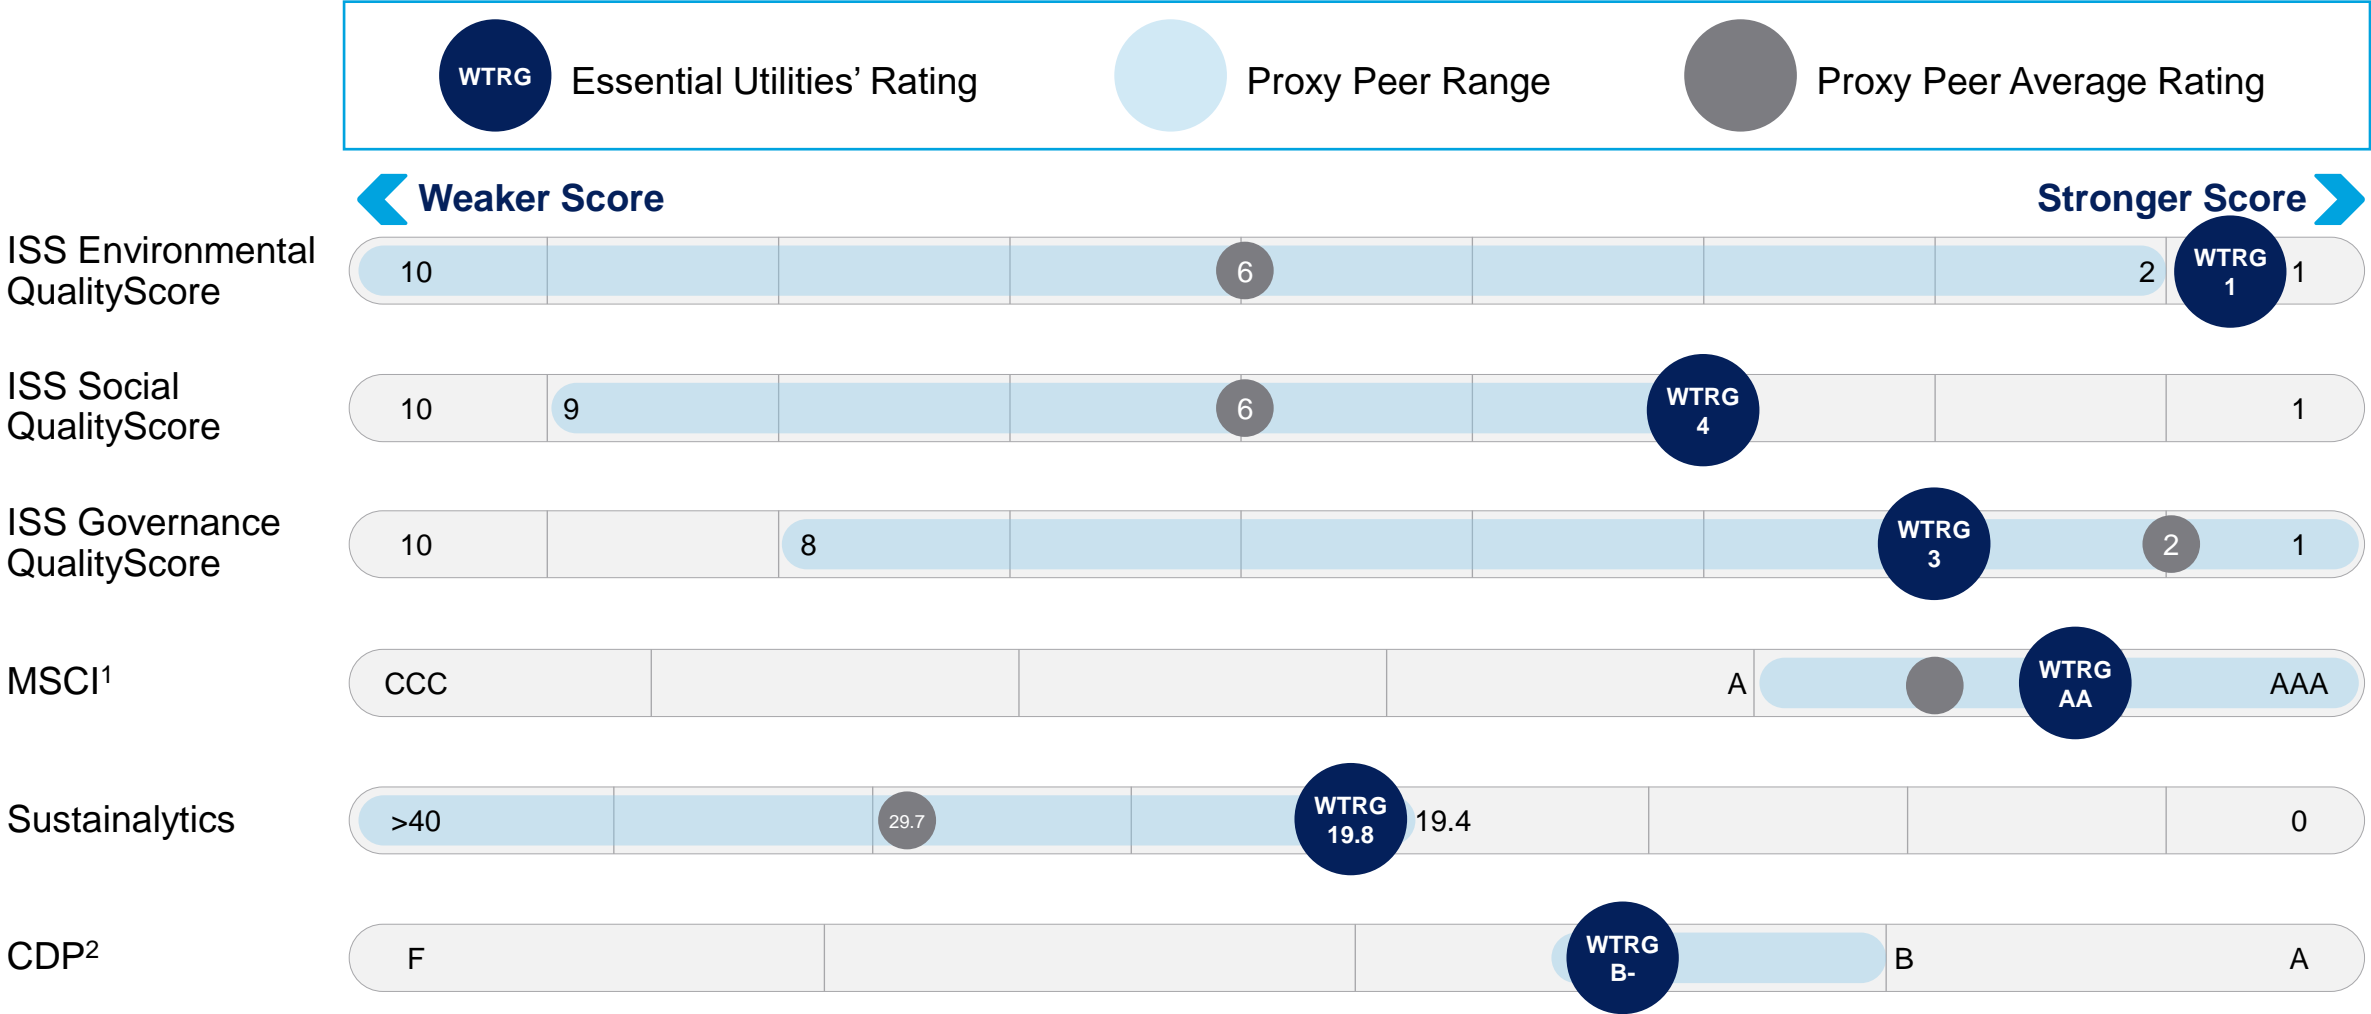 WTRG Essential Utilities’ Rating Proxy Peer Range Proxy Peer Average Rating
Weaker Score Stronger Score
ISS Environmental
QualityScore
10 6 2 WTRG 1 1
ISS Social
QualityScore
10 9 6 WTRG 4 1
ISS Governance
QualityScore
10 8 WTRG 3 2 1
MSCI¹ CCC A WTRG AA AAA
Sustainalytics >40 29.7 WTRG 19.8 19.4 0
CDP² F WTRG B- B A